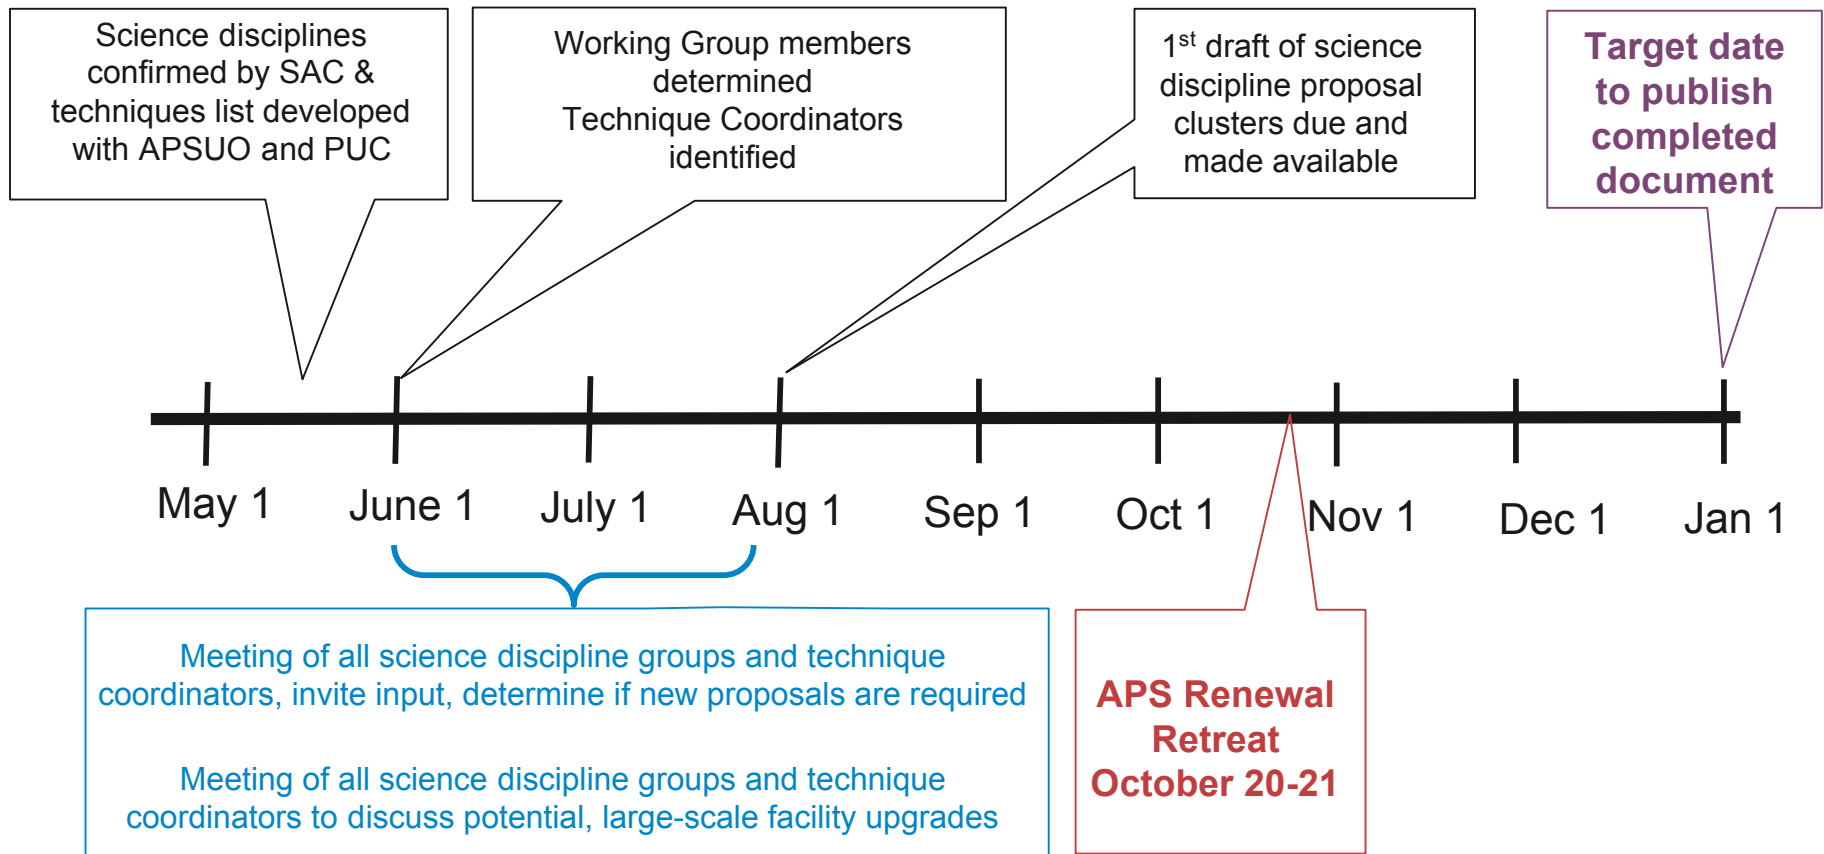 Science disciplines
confirmed by SAC &
techniques list developed
with APSUO and PUC
Working Group members
determined
Technique Coordinators
identified
1st draft of science
discipline proposal
clusters due and
made available
Target date
to publish
completed
document
May 1
June 1
July 1
Aug 1
Sep 1
Oct 1
Nov 1
Dec 1
Jan 1
Meeting of all science discipline groups and technique
coordinators, invite input, determine if new proposals are required
Meeting of all science discipline groups and technique
coordinators to discuss potential, large-scale facility upgrades
APS Renewal
Retreat
October 20-21